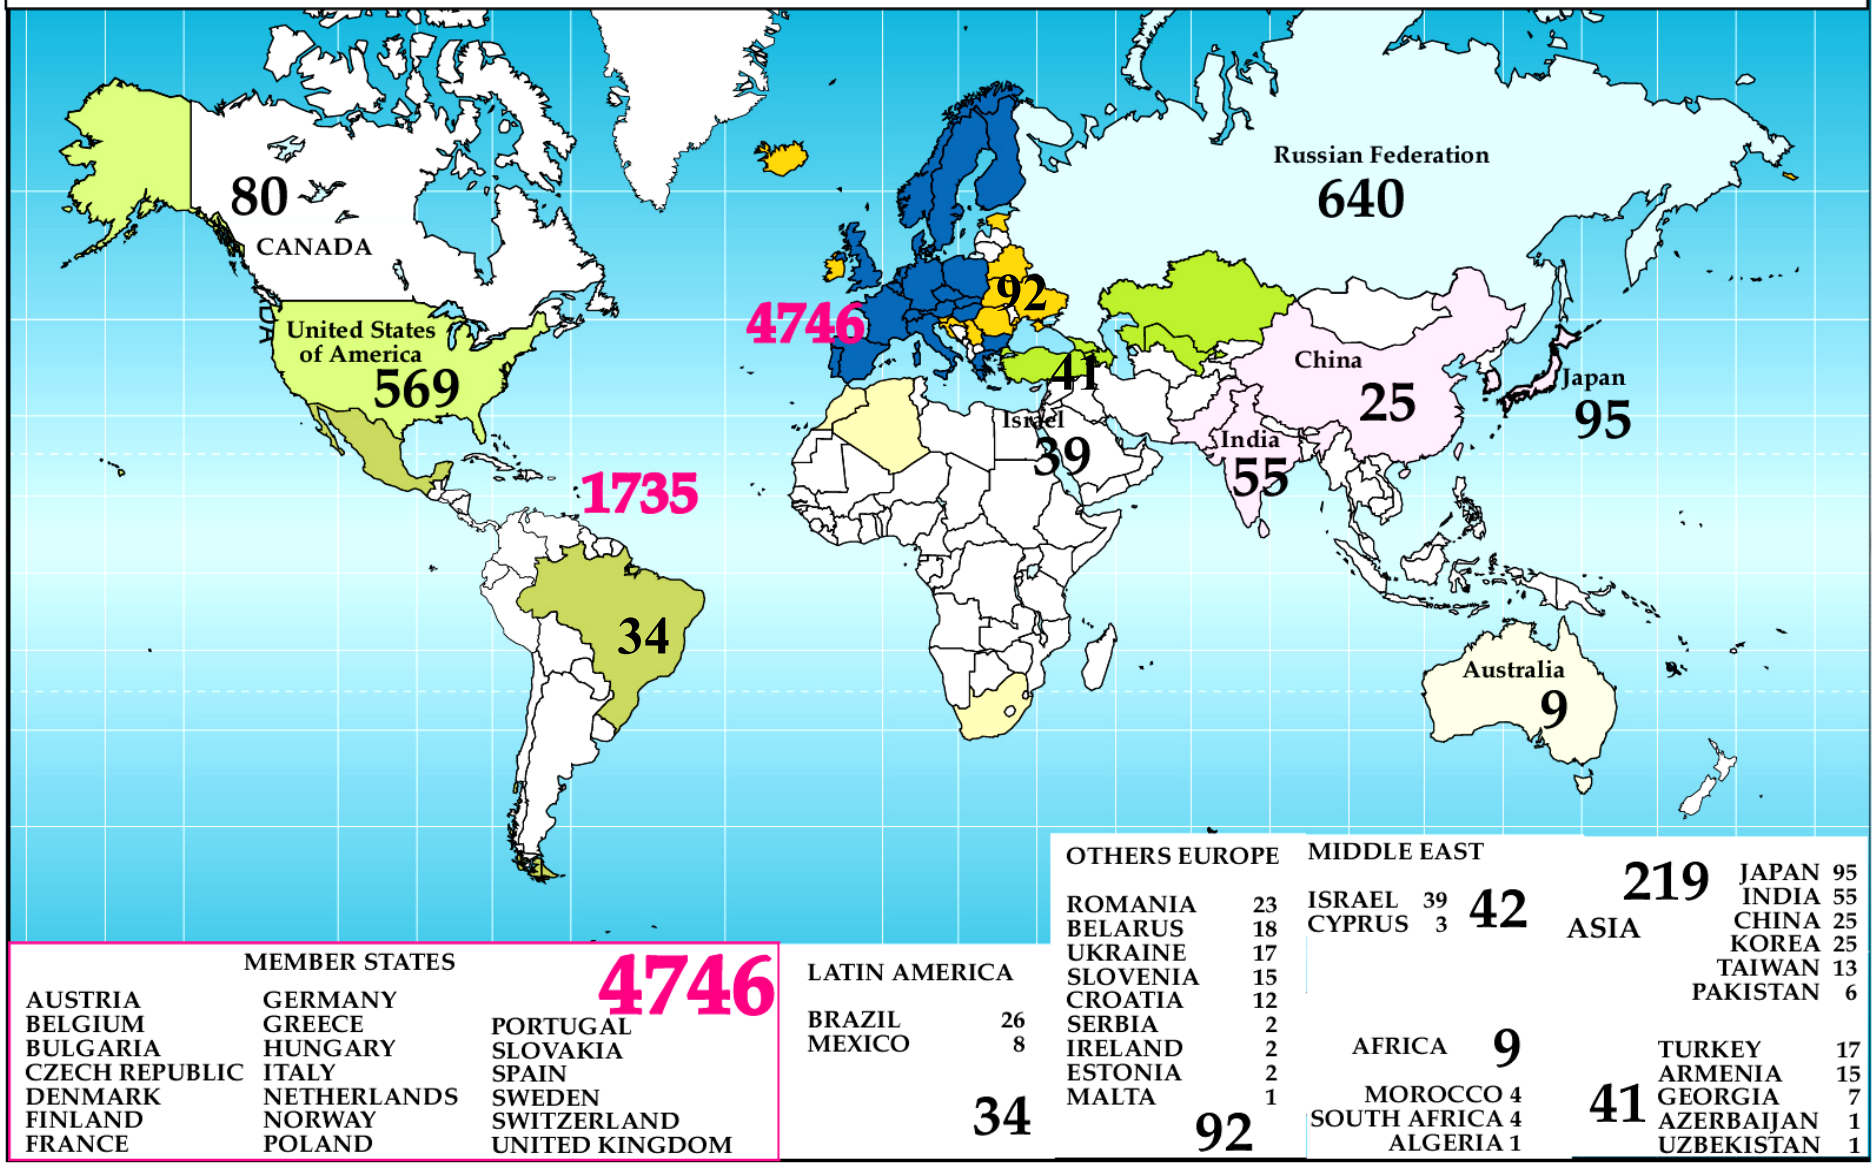 Russian Federation
640
80
CANADA
92
4746
United States
of America
569
41
China
25
Japan
95
Israel
39
India
55
1735
34
Australia
9
MEMBER STATES
4746
AUSTRIA
BELGIUM
BULGARIA
CZECH REPUBLIC
DENMARK
FINLAND
FRANCE
GERMANY
GREECE
HUNGARY
ITALY
NETHERLANDS
NORWAY
POLAND
PORTUGAL
SLOVAKIA
SPAIN
SWEDEN
SWITZERLAND
UNITED KINGDOM
LATIN AMERICA
BRAZIL 26
MEXICO 8
34
OTHERS EUROPE
ROMANIA 23
BELARUS 18
UKRAINE 17
SLOVENIA 15
CROATIA 12
SERBIA 2
IRELAND 2
ESTONIA 2
MALTA 1
92
MIDDLE EAST
ISRAEL 39
CYPRUS 3
42
219
ASIA
JAPAN 95
INDIA 55
CHINA 25
KOREA 25
TAIWAN 13
PAKISTAN 6
AFRICA 9
MOROCCO 4
SOUTH AFRICA 4
ALGERIA 1
41
TURKEY 17
ARMENIA 15
GEORGIA 7
AZERBAIJAN 1
UZBEKISTAN 1